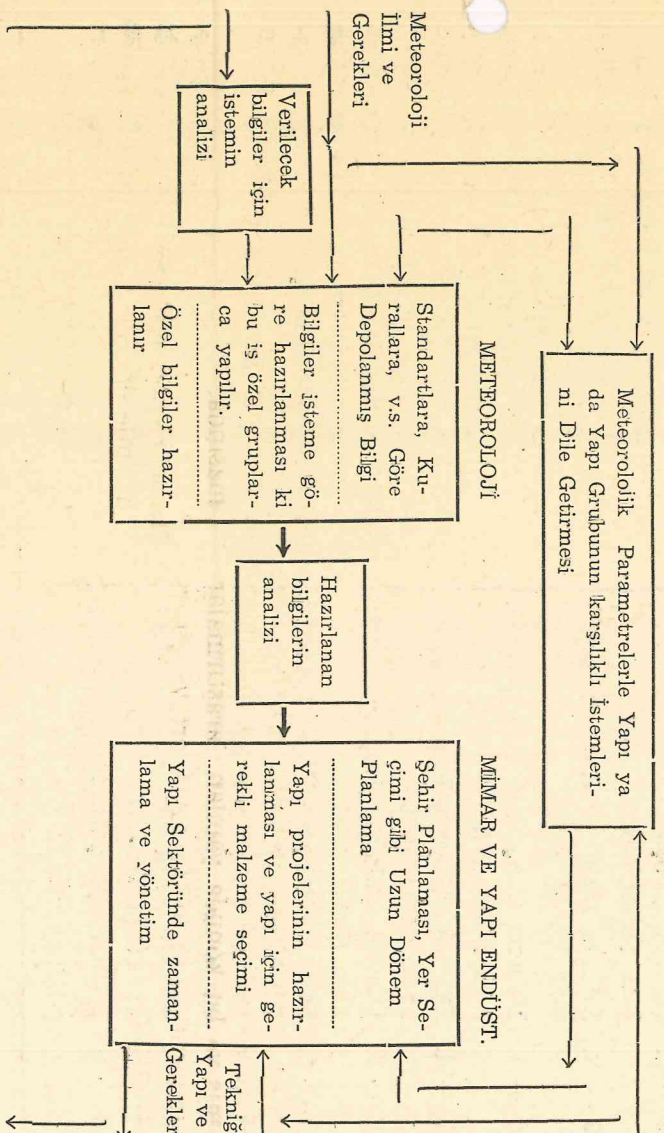 Meteorolojik Parametrelerle Yapı ya
da Yapı Grubunun karşılıklı İstemleri-
ni Dile Getirmesi
Meteoroloji
İlmi ve
Gerekleri
METEOROLOJİ
Standartlara, Ku-
rallara, v.s. Göre
Depolanmış Bilgi
Bilgiler isteme gö-
re hazırlanması ki
bu iş özel gruplar-
ca yapılır.
Özel bilgiler hazır-
lanır
Verilecek
bilgiler için
istemin
analizi
Hazırlanan
bilgilerin
analizi
MİMAR VE YAPI ENDÜST.
Şehir Planlaması, Yer Se-
çimi gibi Uzun Dönem
Planlama
Yapı projelerinin hazır-
lanması ve yapı için ge-
rekli malzeme seçimi
Yapı Sektöründe zaman-
lama ve yönetim
Tekniğ
Yapı ve
Gerekler